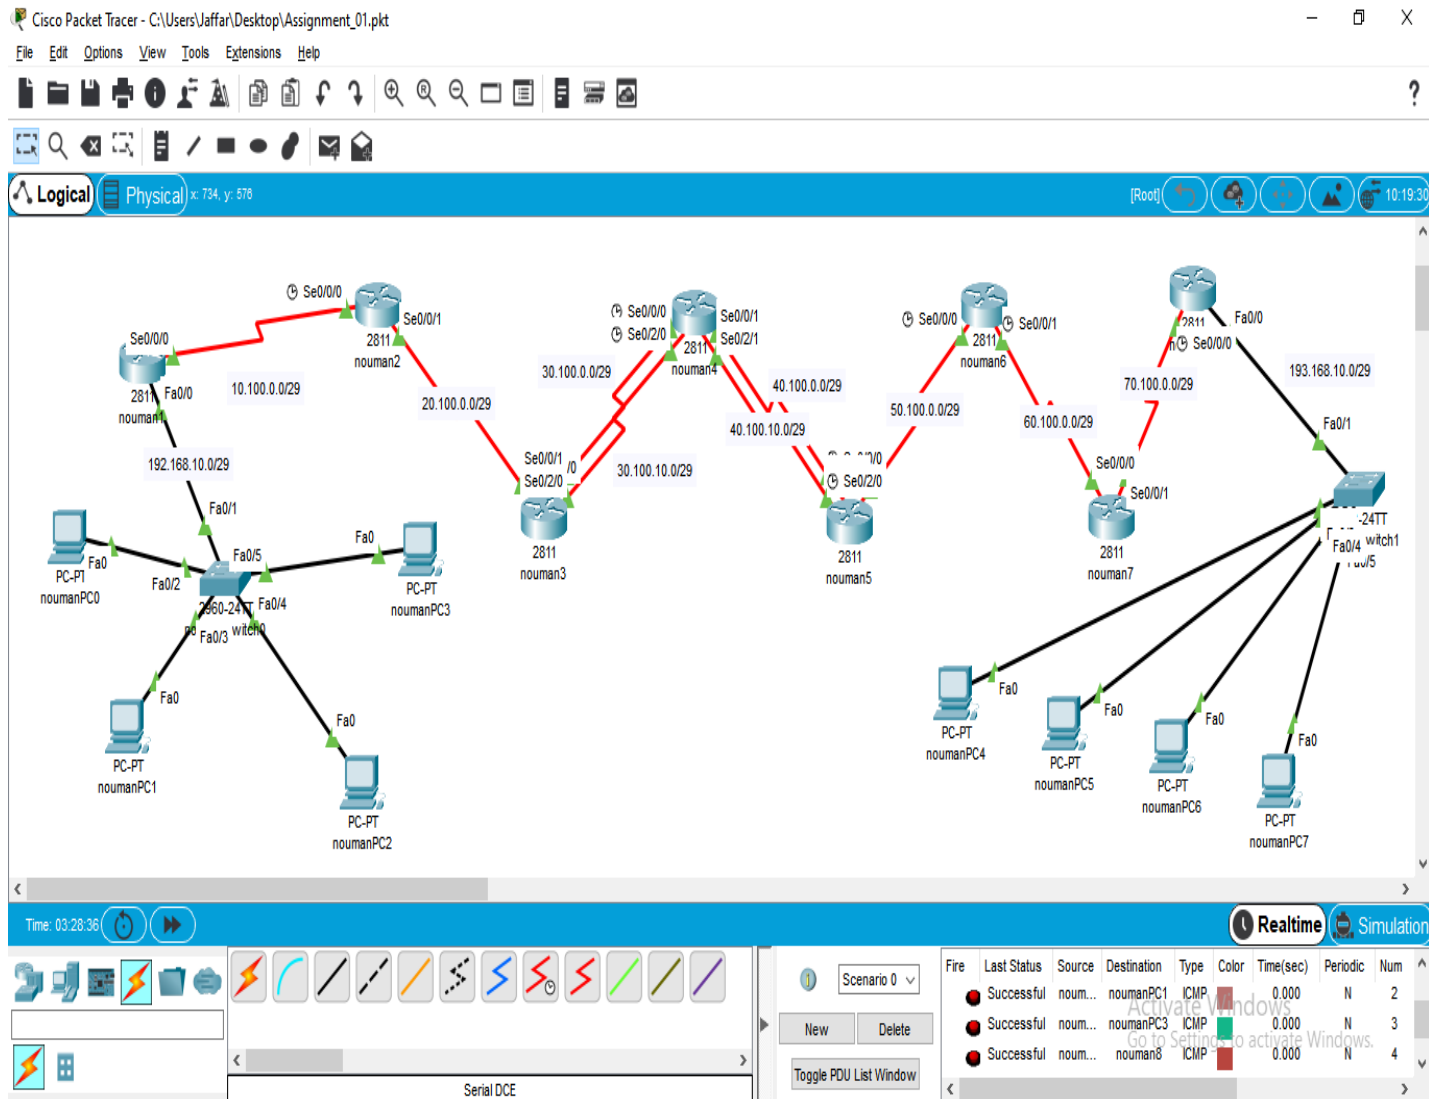 Cisco Packet Tracer - C:\Users\Jaffar\Desktop\Assignment_01.pkt
File Edit Options View Tools Extensions Help
Logical Physical x: 734, y: 576 [Root] 10:19:30
Se0/0/0
Se0/0/1
2811
nouman2
Se0/0/0
2811
nouman1
Fa0/0
10.100.0.0/29
20.100.0.0/29
192.168.10.0/29
Se0/0/0
Se0/2/0
Se0/0/1
Se0/2/1
2811
nouman4
30.100.0.0/29
30.100.10.0/29
40.100.0.0/29
40.100.10.0/29
Se0/0/1
Se0/2/0
/0
2811
nouman3
Se0/2/0
2811
nouman5
50.100.0.0/29
Se0/0/0
Se0/0/1
2811
nouman6
60.100.0.0/29
Se0/0/0
Se0/0/1
2811
nouman7
70.100.0.0/29
2811
Se0/0/0
Fa0/0
193.168.10.0/29
Fa0/1
-24TT
witch1
Fa0/4
Fa0/1
Fa0/5
Fa0/2
Fa0/4
Fa0/3
2960-24TT
witch0
Fa0
PC-PT
noumanPC0
Fa0
PC-PT
noumanPC3
Fa0
PC-PT
noumanPC1
Fa0
PC-PT
noumanPC2
Fa0
PC-PT
noumanPC4
Fa0
PC-PT
noumanPC5
Fa0
PC-PT
noumanPC6
Fa0
PC-PT
noumanPC7
Time: 03:28:36 Realtime Simulation
Scenario 0
New Delete
Toggle PDU List Window
Serial DCE
Fire Last Status Source Destination Type Color Time(sec) Periodic Num
Successful noum... noumanPC1 ICMP 0.000 N 2
Successful noum... noumanPC3 ICMP 0.000 N 3
Successful noum... nouman8 ICMP 0.000 N 4
Activate Windows
Go to Settings to activate Windows.